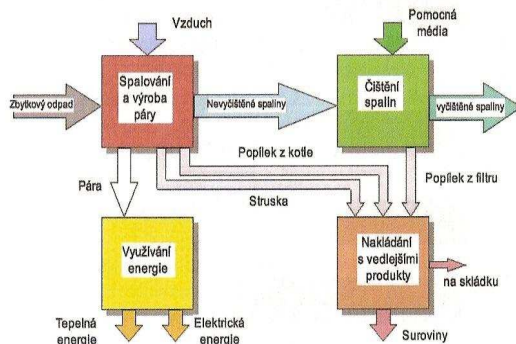 Vzduch
Pomocná
média
Zbytkový odpad
Spalování
a výroba
páry
Nevyčištěné spaliny
Čištění
spalin
vyčištěné spaliny
Popílek z kotle
Pára
Struska
Popílek z filtru
Využívání
energie
Nakládání
s vedlejšími
produkty
na skládku
Tepelná
energie
Elektrická
energie
Suroviny